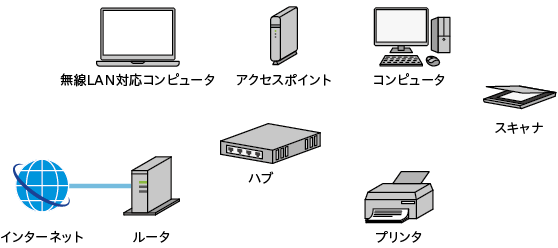 無線LAN対応コンピュータ
アクセスポイント
コンピュータ
スキャナ
ハブ
インターネット
ルータ
プリンタ